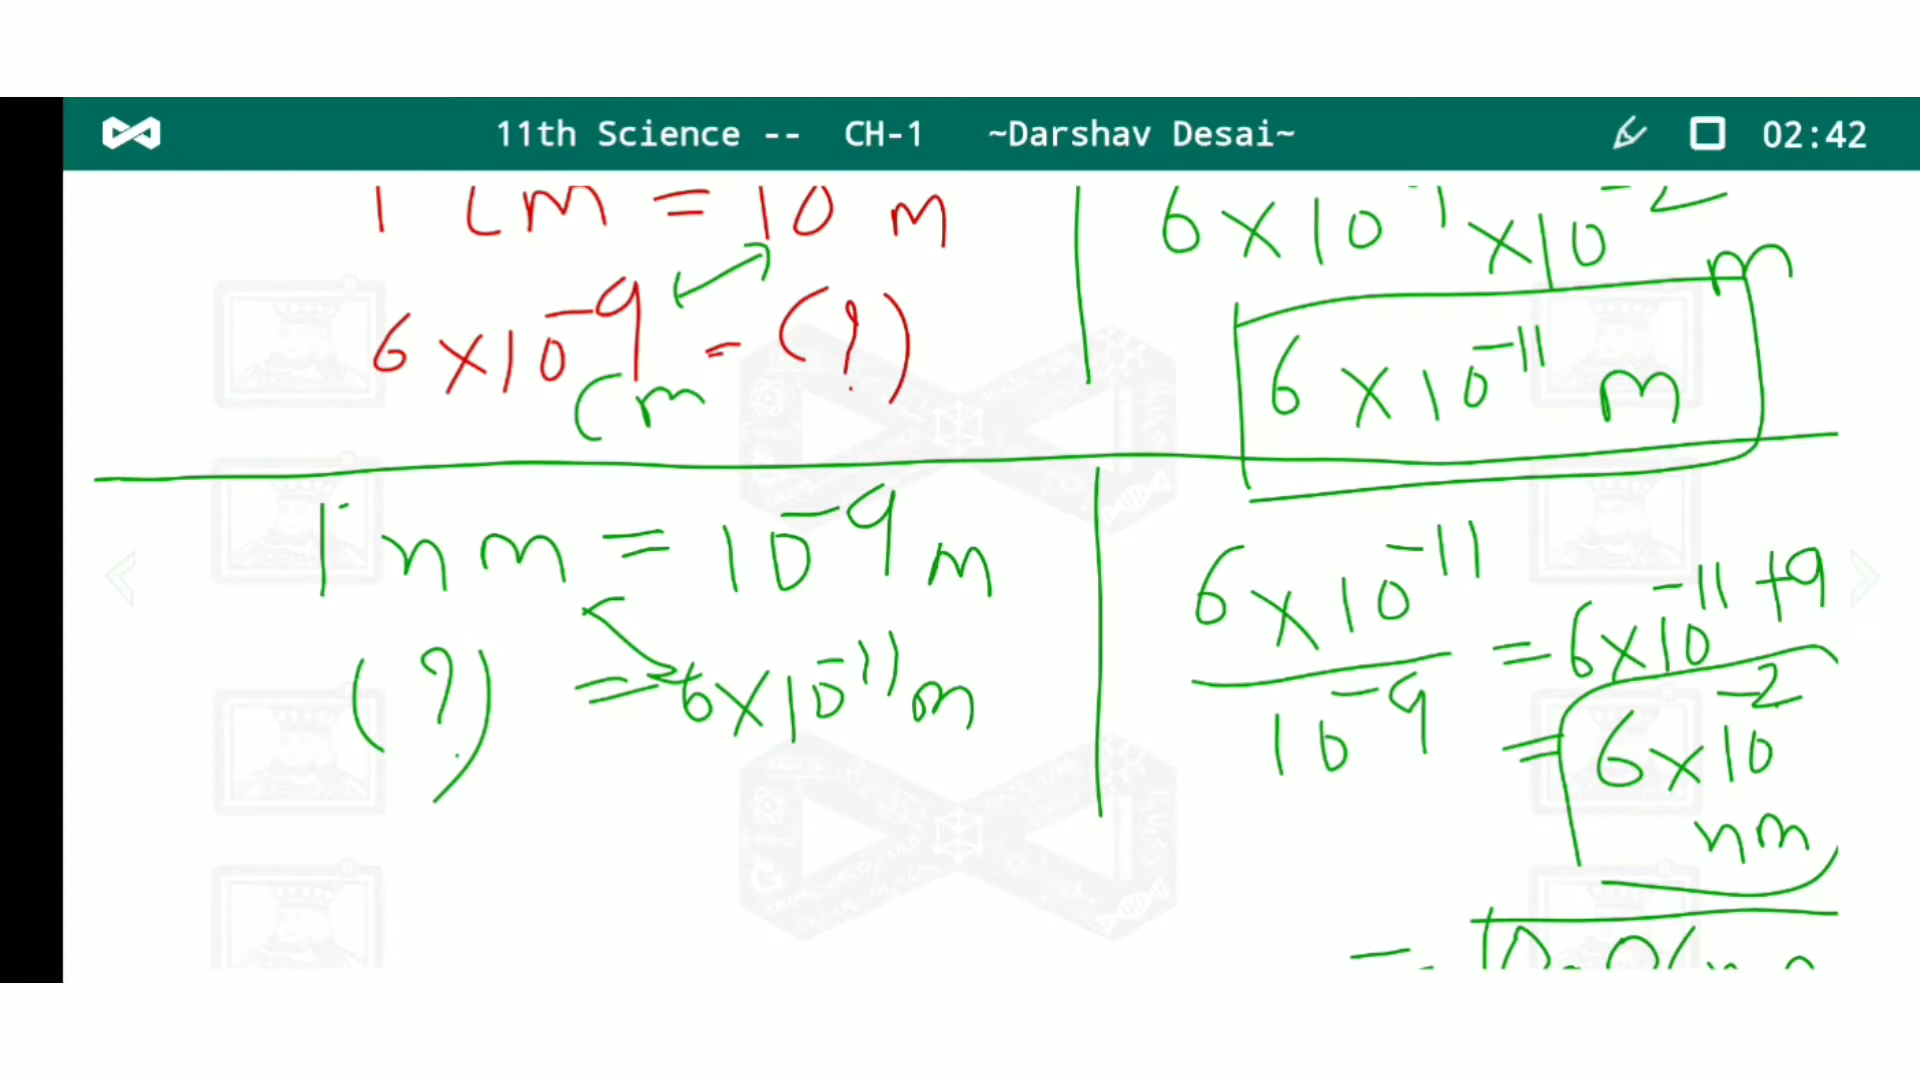 11th Science -- CH-1 ~Darshav Desai~ 02:42
1 cm = 10 m
6×10⁻⁹ = (?)
cm
6×10⁻⁹×10⁻² m
6×10⁻¹¹ m
1 nm = 10⁻⁹ m
(?) = 6×10⁻¹¹ m
6×10⁻¹¹ / 10⁻⁹ = 6×10⁻¹¹⁺⁹
= 6×10⁻² nm